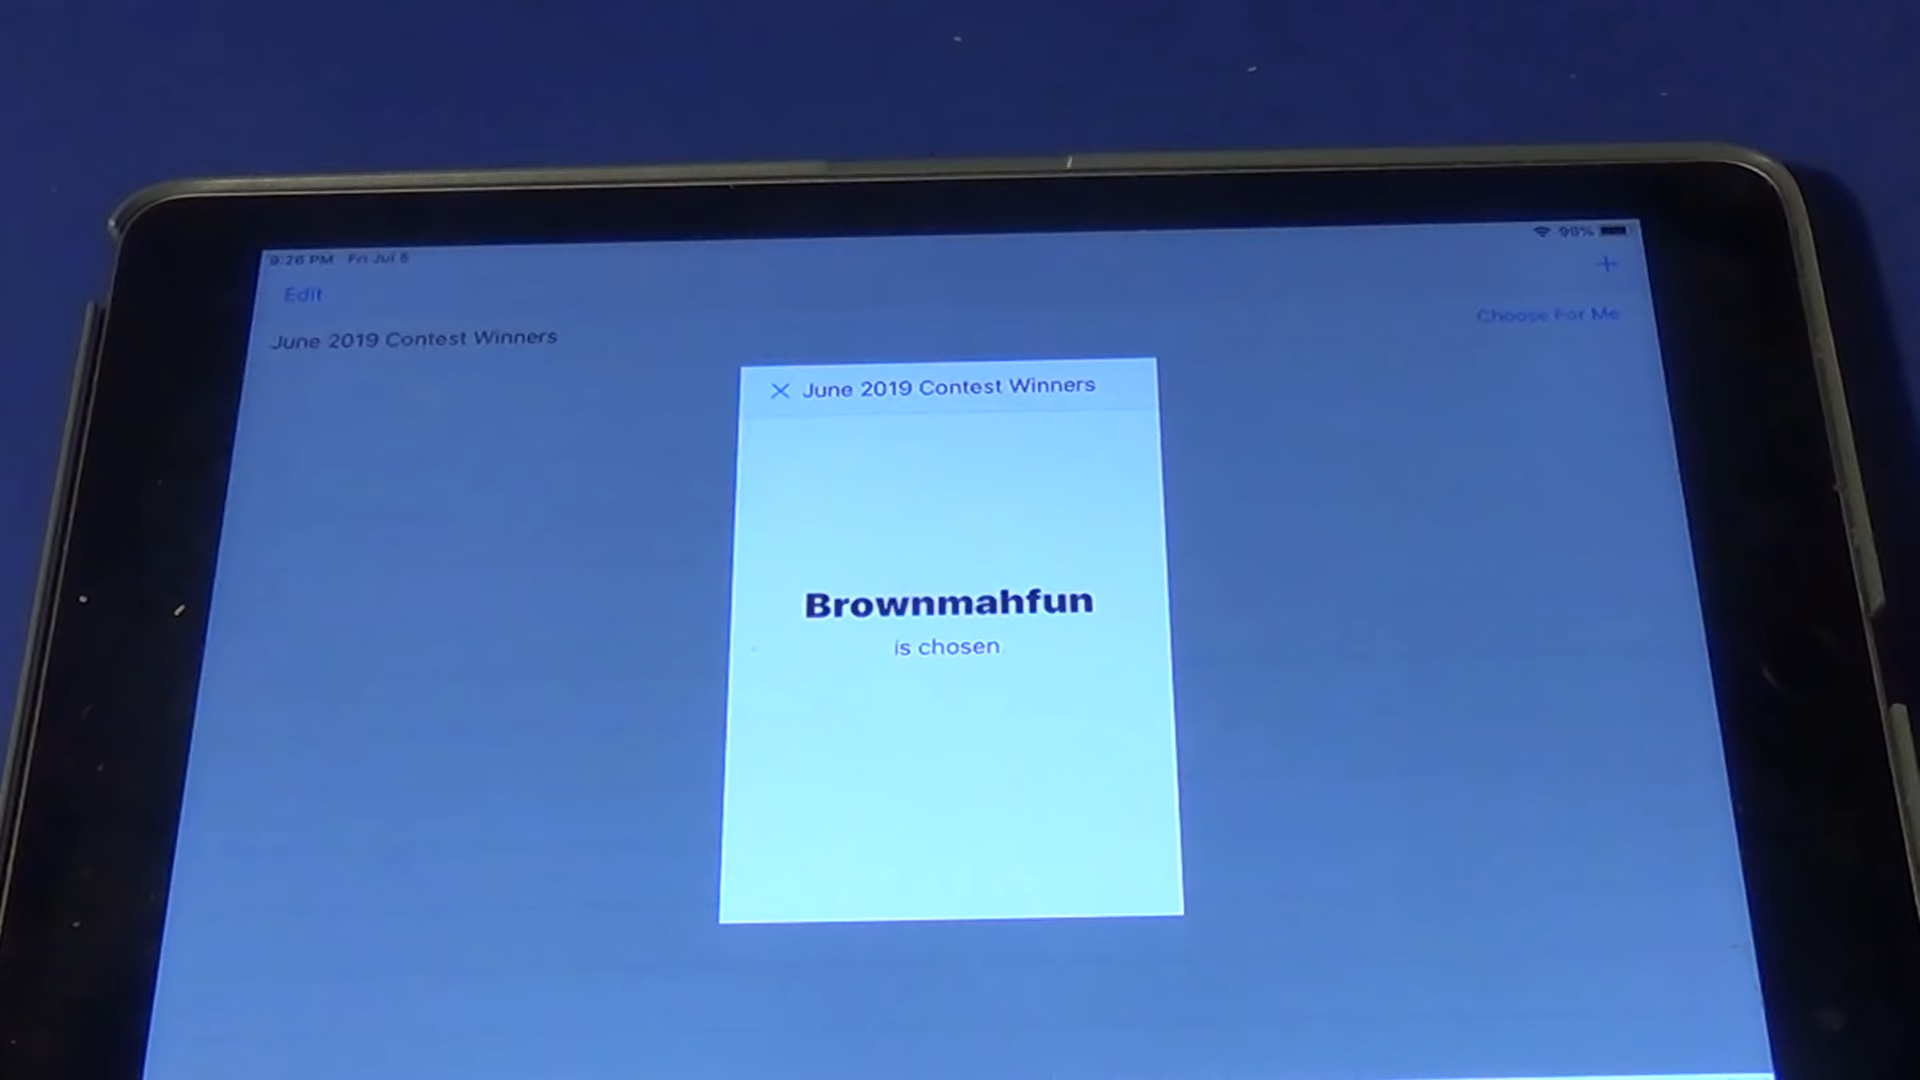 98%
9:26 PM Fri Jul 5
Edit
Choose For Me
June 2019 Contest Winners
June 2019 Contest Winners
Brownmahfun
is chosen